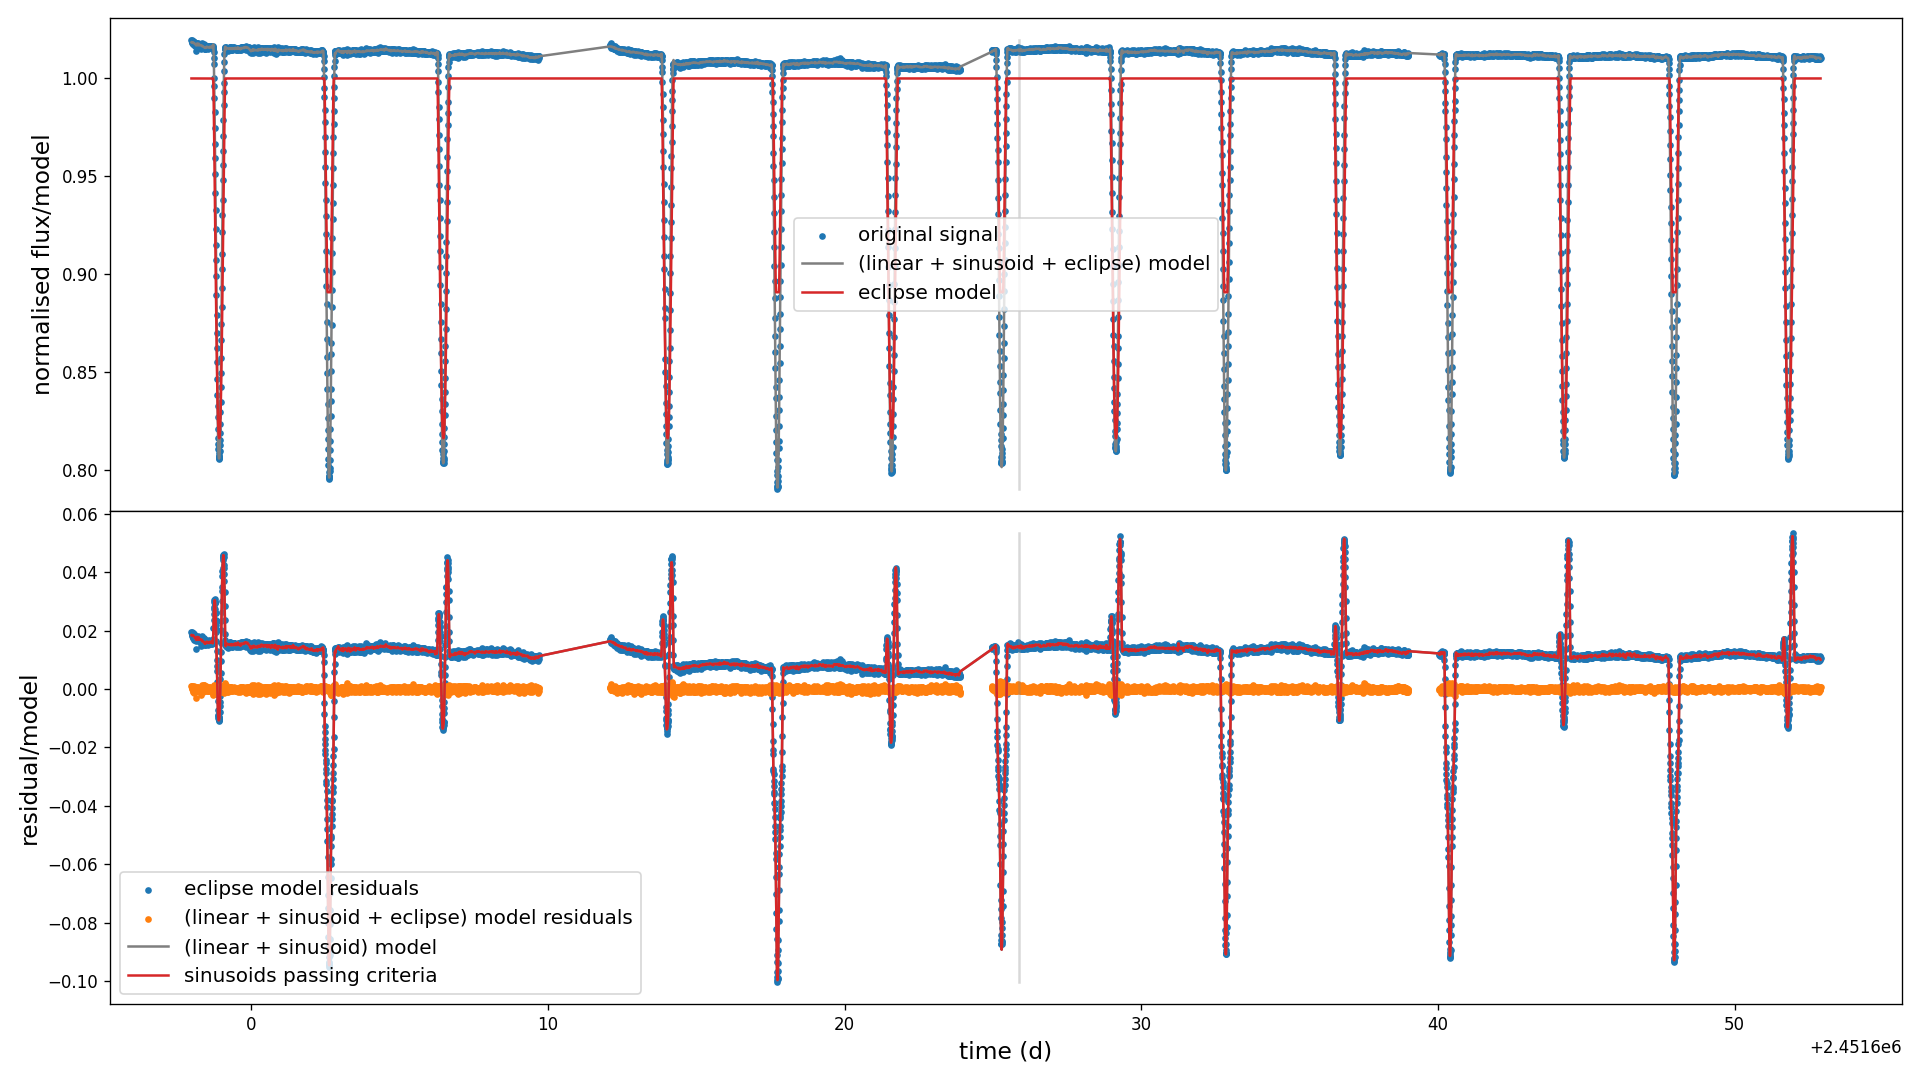 normalised flux/model
1.00
0.95
0.90
0.85
0.80
original signal
(linear + sinusoid + eclipse) model
eclipse model
residual/model
0.06
0.04
0.02
0.00
−0.02
−0.04
−0.06
−0.08
−0.10
eclipse model residuals
(linear + sinusoid + eclipse) model residuals
(linear + sinusoid) model
sinusoids passing criteria
0 10 20 30 40 50
time (d)
+2.4516e6